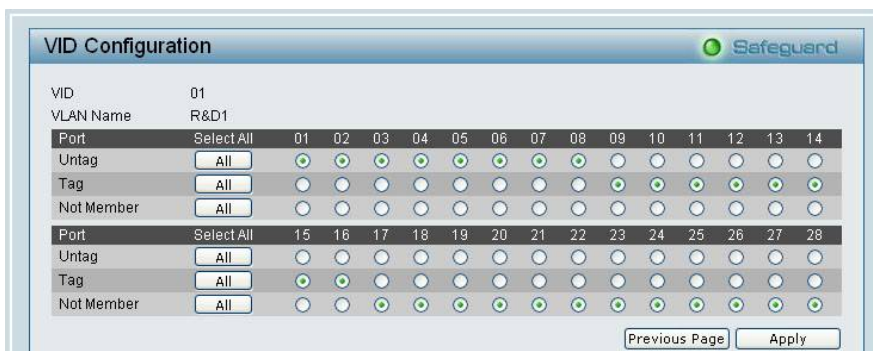 VID Configuration Safeguard
VID 01
VLAN Name R&D1
Port Select All 01 02 03 04 05 06 07 08 09 10 11 12 13 14
Untag All
Tag All
Not Member All
Port Select All 15 16 17 18 19 20 21 22 23 24 25 26 27 28
Untag All
Tag All
Not Member All
Previous Page Apply